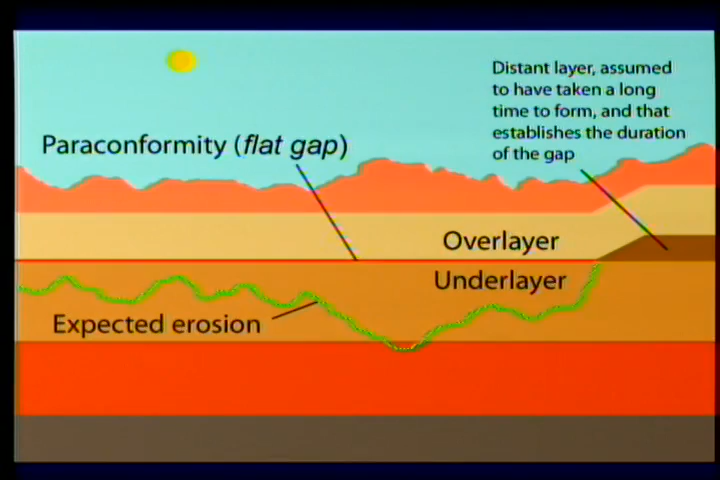 Distant layer, assumed
to have taken a long
time to form, and that
establishes the duration
of the gap
Paraconformity (flat gap)
Overlayer
Underlayer
Expected erosion